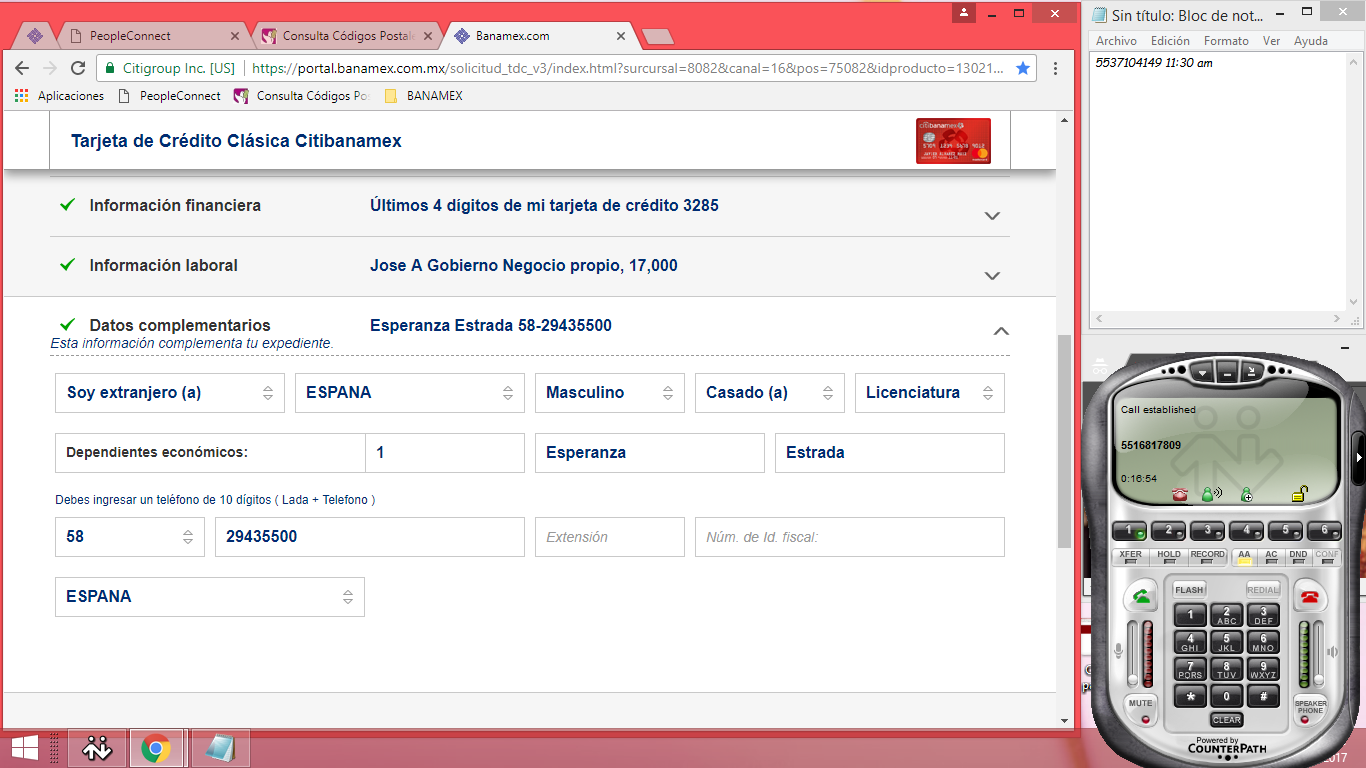 PeopleConnect
Consulta Códigos Postale
Banamex.com
Citigroup Inc. [US]
https://portal.banamex.com.mx/solicitud_tdc_v3/index.html?surcursal=8082&canal=16&pos=75082&idproducto=13021...
Aplicaciones
PeopleConnect
Consulta Códigos Po
BANAMEX
Tarjeta de Crédito Clásica Citibanamex
citibanamex
Información financiera
Últimos 4 dígitos de mi tarjeta de crédito 3285
Información laboral
Jose A Gobierno Negocio propio, 17,000
Datos complementarios
Esperanza Estrada 58-29435500
Esta información complementa tu expediente.
Soy extranjero (a)
ESPANA
Masculino
Casado (a)
Licenciatura
Dependientes económicos:
1
Esperanza
Estrada
Debes ingresar un teléfono de 10 dígitos ( Lada + Telefono )
58
29435500
Extensión
Núm. de Id. fiscal:
ESPANA
Sin título: Bloc de not...
Archivo Edición Formato Ver Ayuda
5537104149 11:30 am
Call established
5516817809
0:16:54
1 2 3 4 5 6
XFER HOLD RECORD AA AC DND CONF
FLASH
REDIAL
1 2 ABC 3 DEF
4 GHI 5 JKL 6 MNO
7 PQRS 8 TUV 9 WXYZ
* 0 #
MUTE
CLEAR
SPEAKER PHONE
Powered by
COUNTERPATH
2017